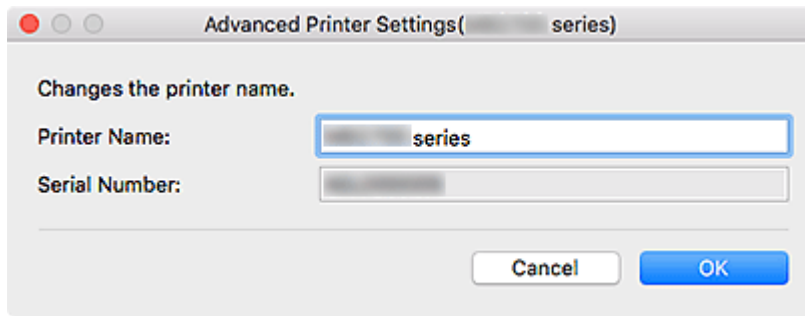 Advanced Printer Settings( series)
Changes the printer name.
Printer Name: series
Serial Number:
Cancel OK